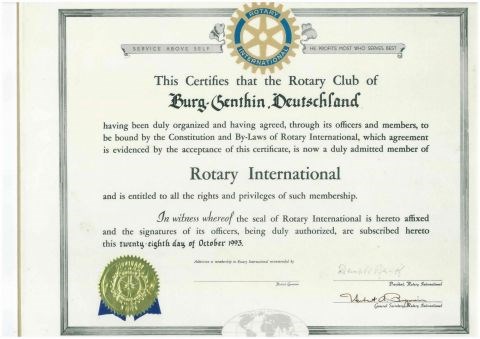 ROTARY
INTERNATIONAL
SERVICE ABOVE SELF
HE PROFITS MOST WHO SERVES BEST
This Certifies that the Rotary Club of
Burg-Genthin, Deutschland
having been duly organized and having agreed, through its officers and members, to
be bound by the Constitution and By-Laws of Rotary International, which agreement
is evidenced by the acceptance of this certificate, is now a duly admitted member of
Rotary International
and is entitled to all the rights and privileges of such membership.
In witness whereof the seal of Rotary International is hereto affixed
and the signatures of its officers, being duly authorized, are subscribed hereto
this twenty-eighth day of October 1993.
Admission to membership in Rotary International recommended by
District Governor
President, Rotary International
General Secretary, Rotary International